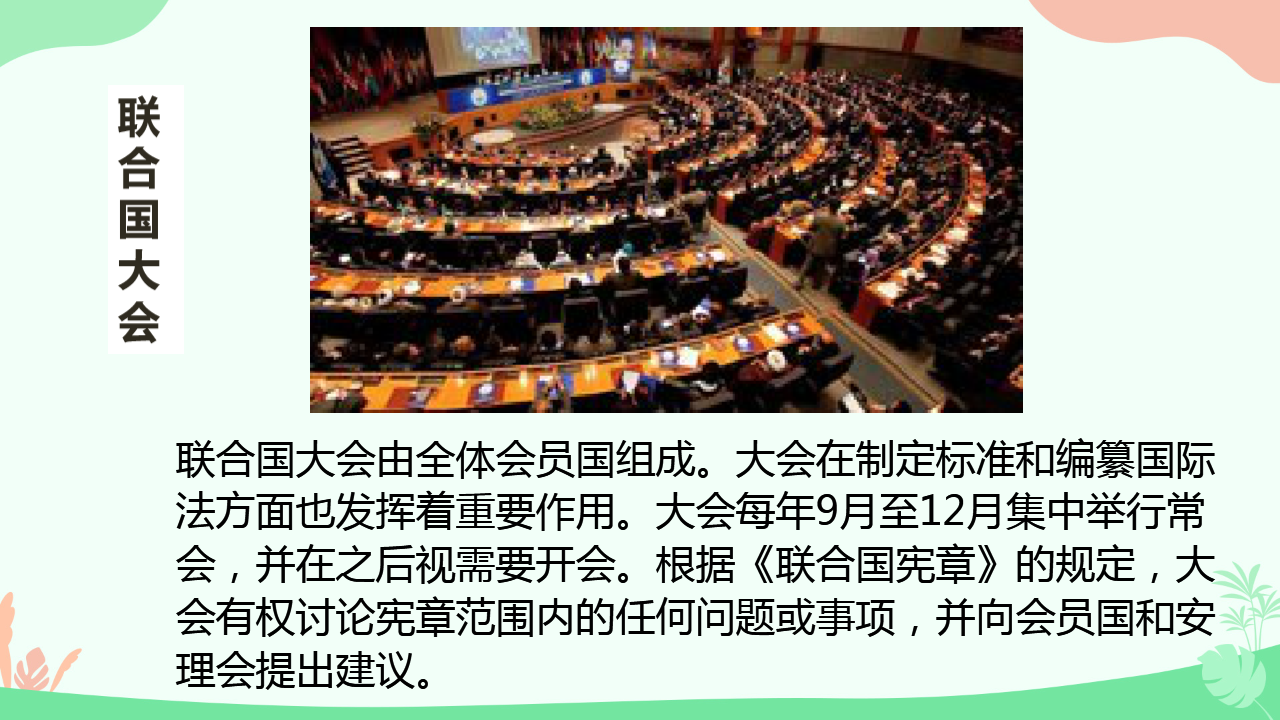 联合国大会
联合国大会由全体会员国组成。大会在制定标准和编纂国际
法方面也发挥着重要作用。大会每年9月至12月集中举行常
会，并在之后视需要开会。根据《联合国宪章》的规定，大
会有权讨论宪章范围内的任何问题或事项，并向会员国和安
理会提出建议。